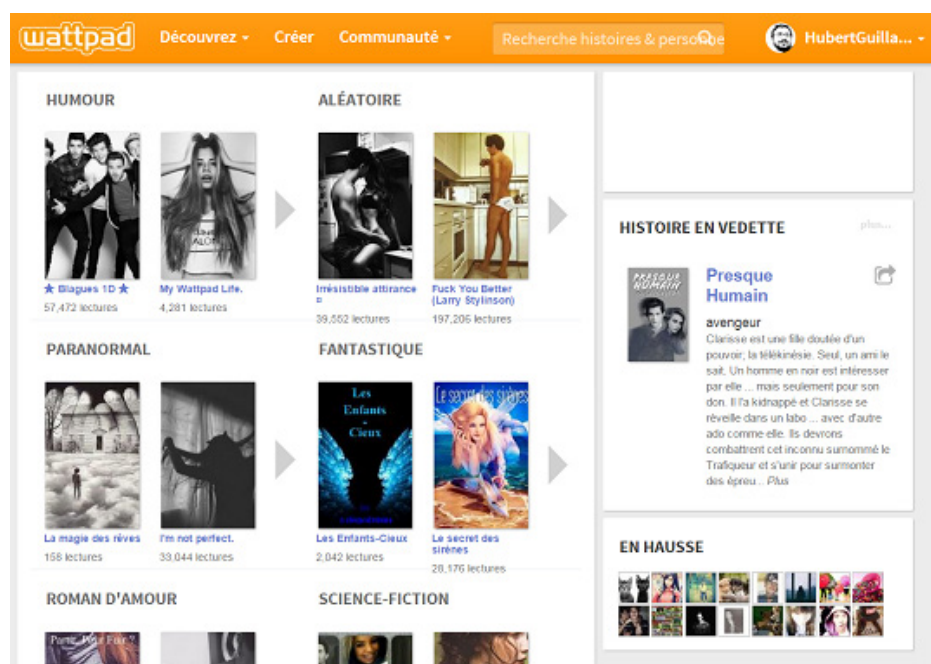 wattpad
Découvrez
Créer
Communauté
Recherche histoires & personne
HubertGuilla...
HUMOUR
ALÉATOIRE
★ Blagues 1D ★
57,472 lectures
My Wattpad Life.
4,281 lectures
Irrésistible attirance
¤
39,552 lectures
Fuck You Better
(Larry Stylinson)
197,206 lectures
PARANORMAL
FANTASTIQUE
Les
Enfants
-
Cieux
Le secret des sirènes
La magie des rêves
158 lectures
I'm not perfect.
33,044 lectures
Les Enfants-Cieux
2,042 lectures
Le secret des
sirènes
28,176 lectures
ROMAN D'AMOUR
SCIENCE-FICTION
HISTOIRE EN VEDETTE
plus...
PRESQUE
HUMAIN
Presque
Humain
avengeur
Clarisse est une fille doutée d'un
pouvoir; la télékinésie. Seul, un ami le
sait. Un homme en noir est intéresser
par elle ... mais seulement pour son
don. Il l'a kidnappé et Clarisse se
réveille dans un labo ... avec d'autre
ado comme elle. Ils devrons
combattrent cet inconnu surnommé le
Trafiqueur et s'unir pour surmonter
des épreu... Plus
EN HAUSSE